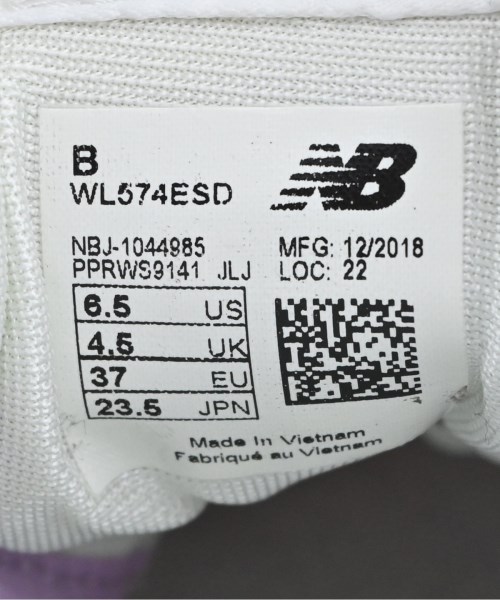 B
WL574ESD
NB
NBJ-1044985
PPRWS9141 JLJ
MFG: 12/2018
LOC: 22
6.5 US
4.5 UK
37 EU
23.5 JPN
Made In Vietnam
Fabriqué au Vietnam